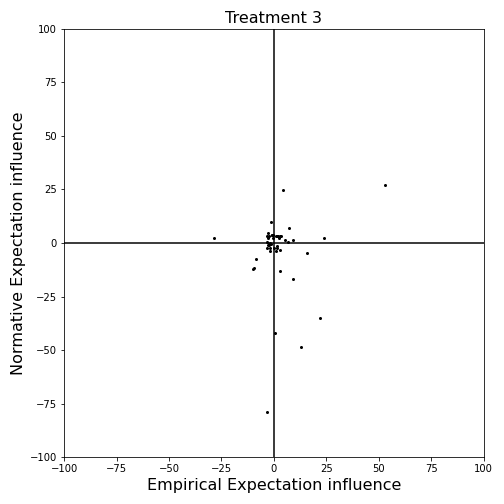 Treatment 3
100
75
50
25
0
−25
−50
−75
−100
Normative Expectation influence
−100 −75 −50 −25 0 25 50 75 100
Empirical Expectation influence